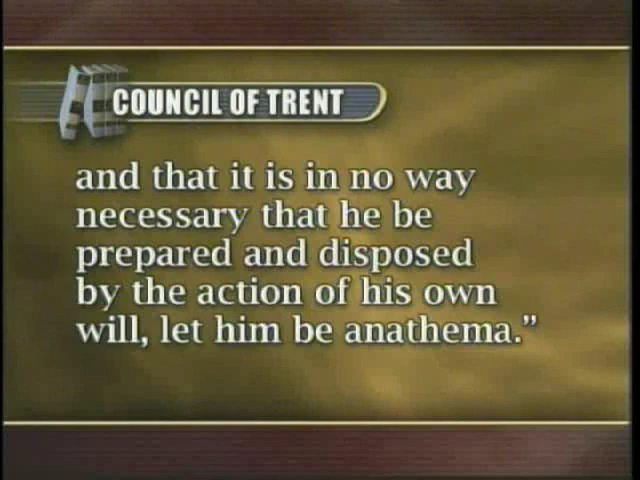 COUNCIL OF TRENT
and that it is in no way
necessary that he be
prepared and disposed
by the action of his own
will, let him be anathema.”